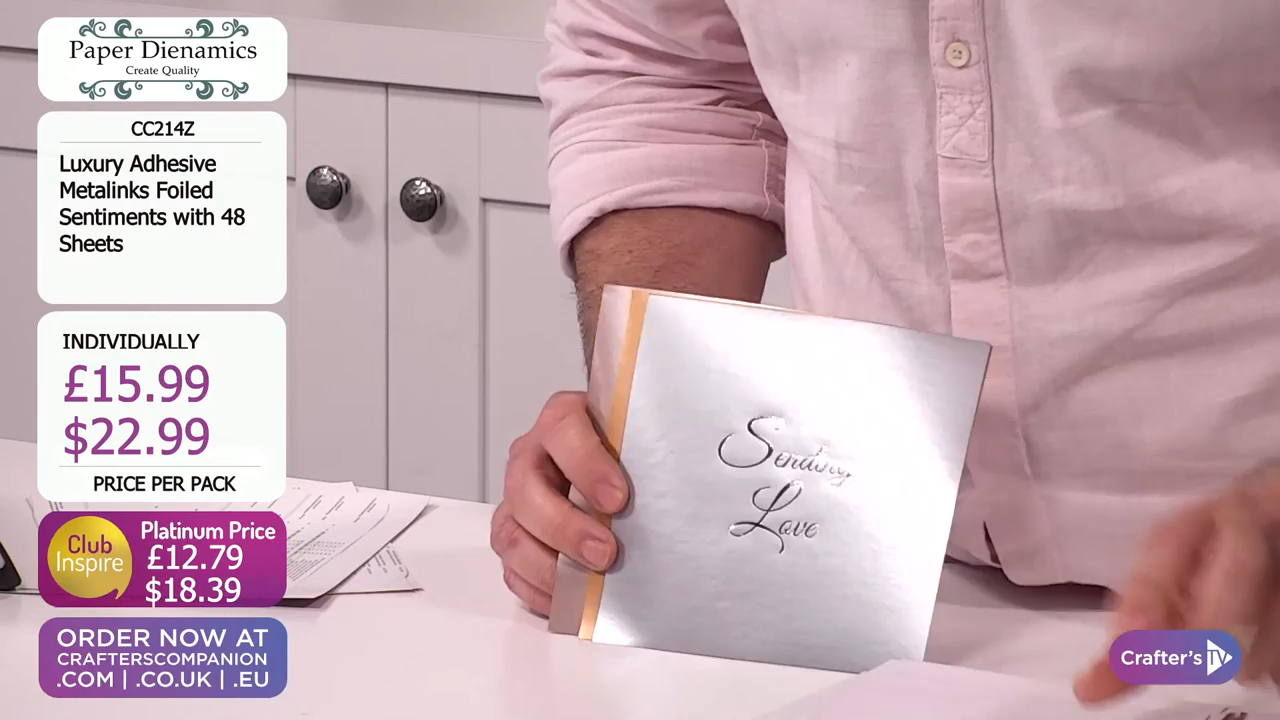 Paper Dienamics
Create Quality
CC214Z
Luxury Adhesive
Metalinks Foiled
Sentiments with 48
Sheets
INDIVIDUALLY
£15.99
$22.99
PRICE PER PACK
Club
Inspire
Platinum Price
£12.79
$18.39
ORDER NOW AT
CRAFTERSCOMPANION
.COM | .CO.UK | .EU
Sending
Love
Crafter's TV